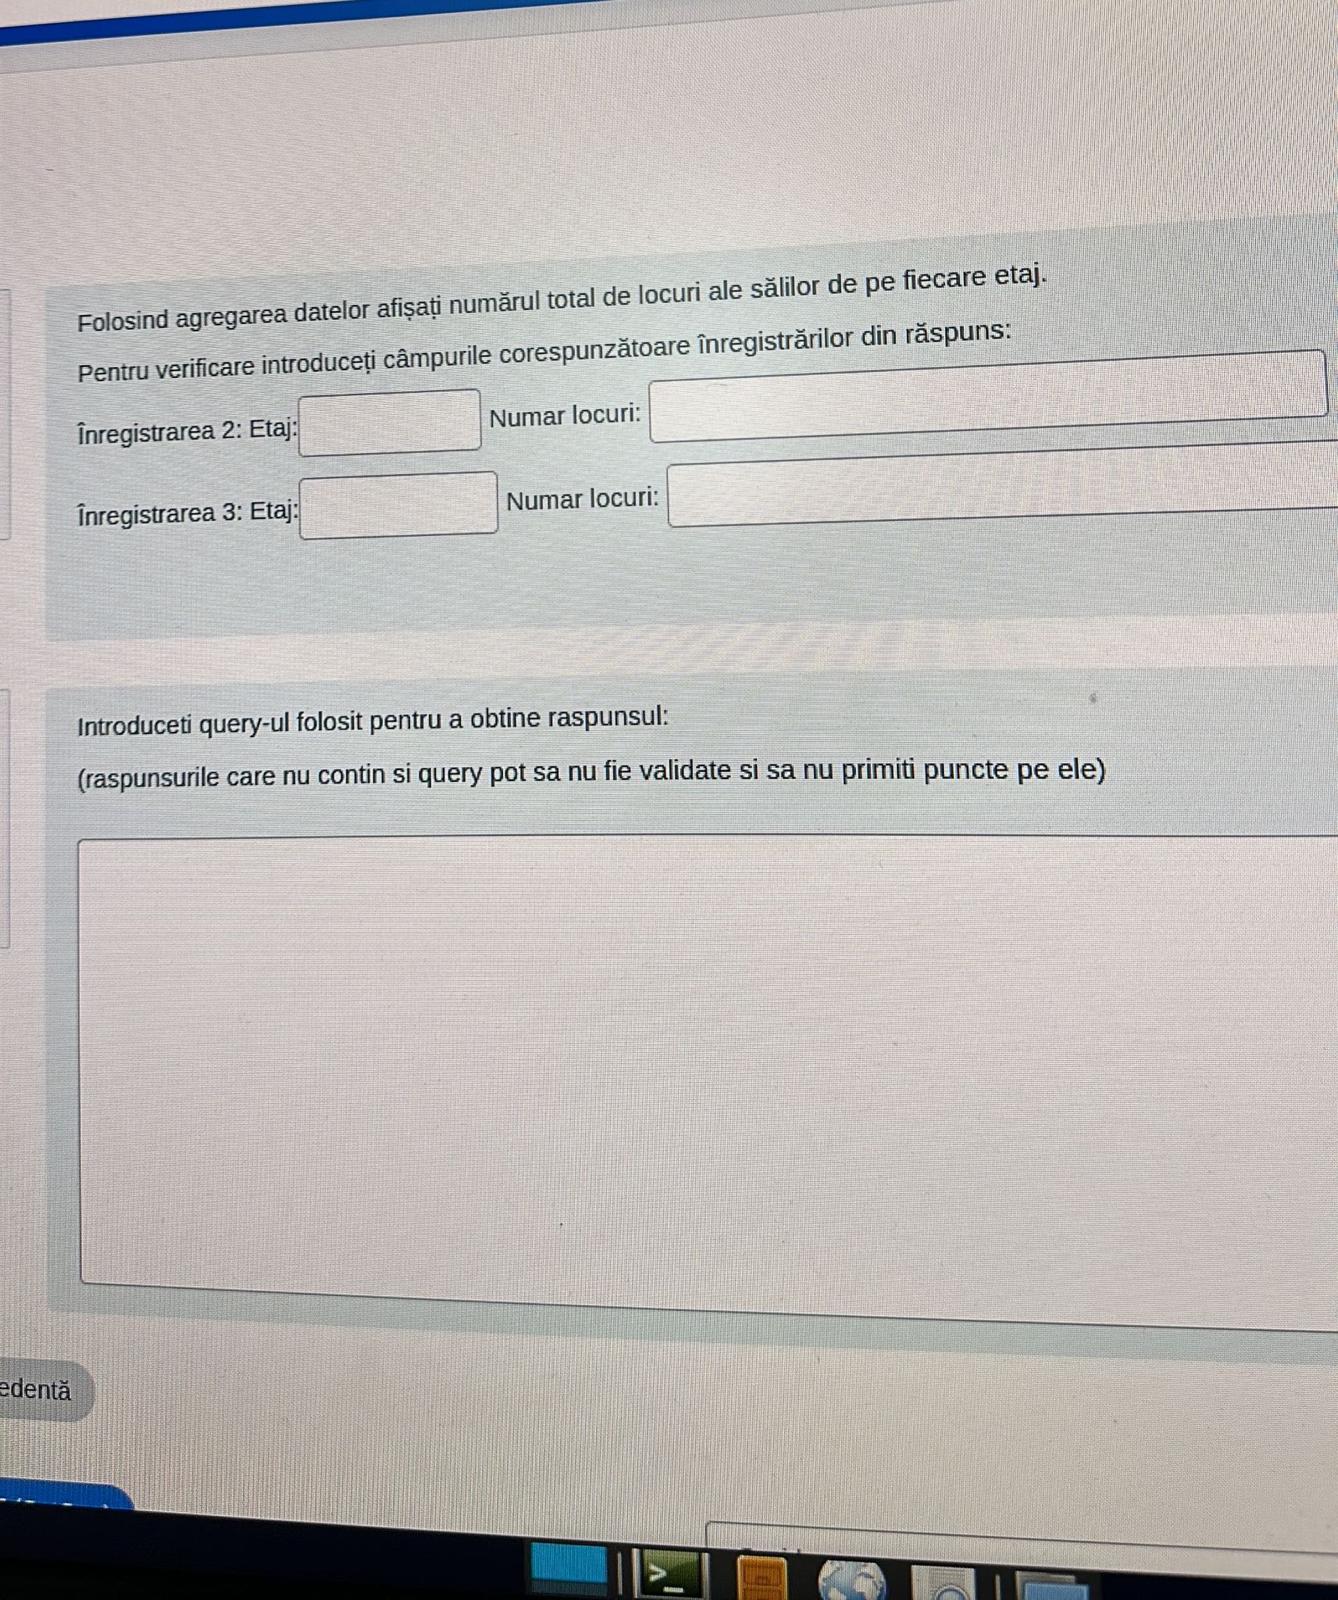 Folosind agregarea datelor afișați numărul total de locuri ale sălilor de pe fiecare etaj.
Pentru verificare introduceți câmpurile corespunzătoare înregistrărilor din răspuns:
Înregistrarea 2: Etaj: Numar locuri:
Înregistrarea 3: Etaj: Numar locuri:
Introduceti query-ul folosit pentru a obtine raspunsul:
(raspunsurile care nu contin si query pot sa nu fie validate si sa nu primiti puncte pe ele)
edentă